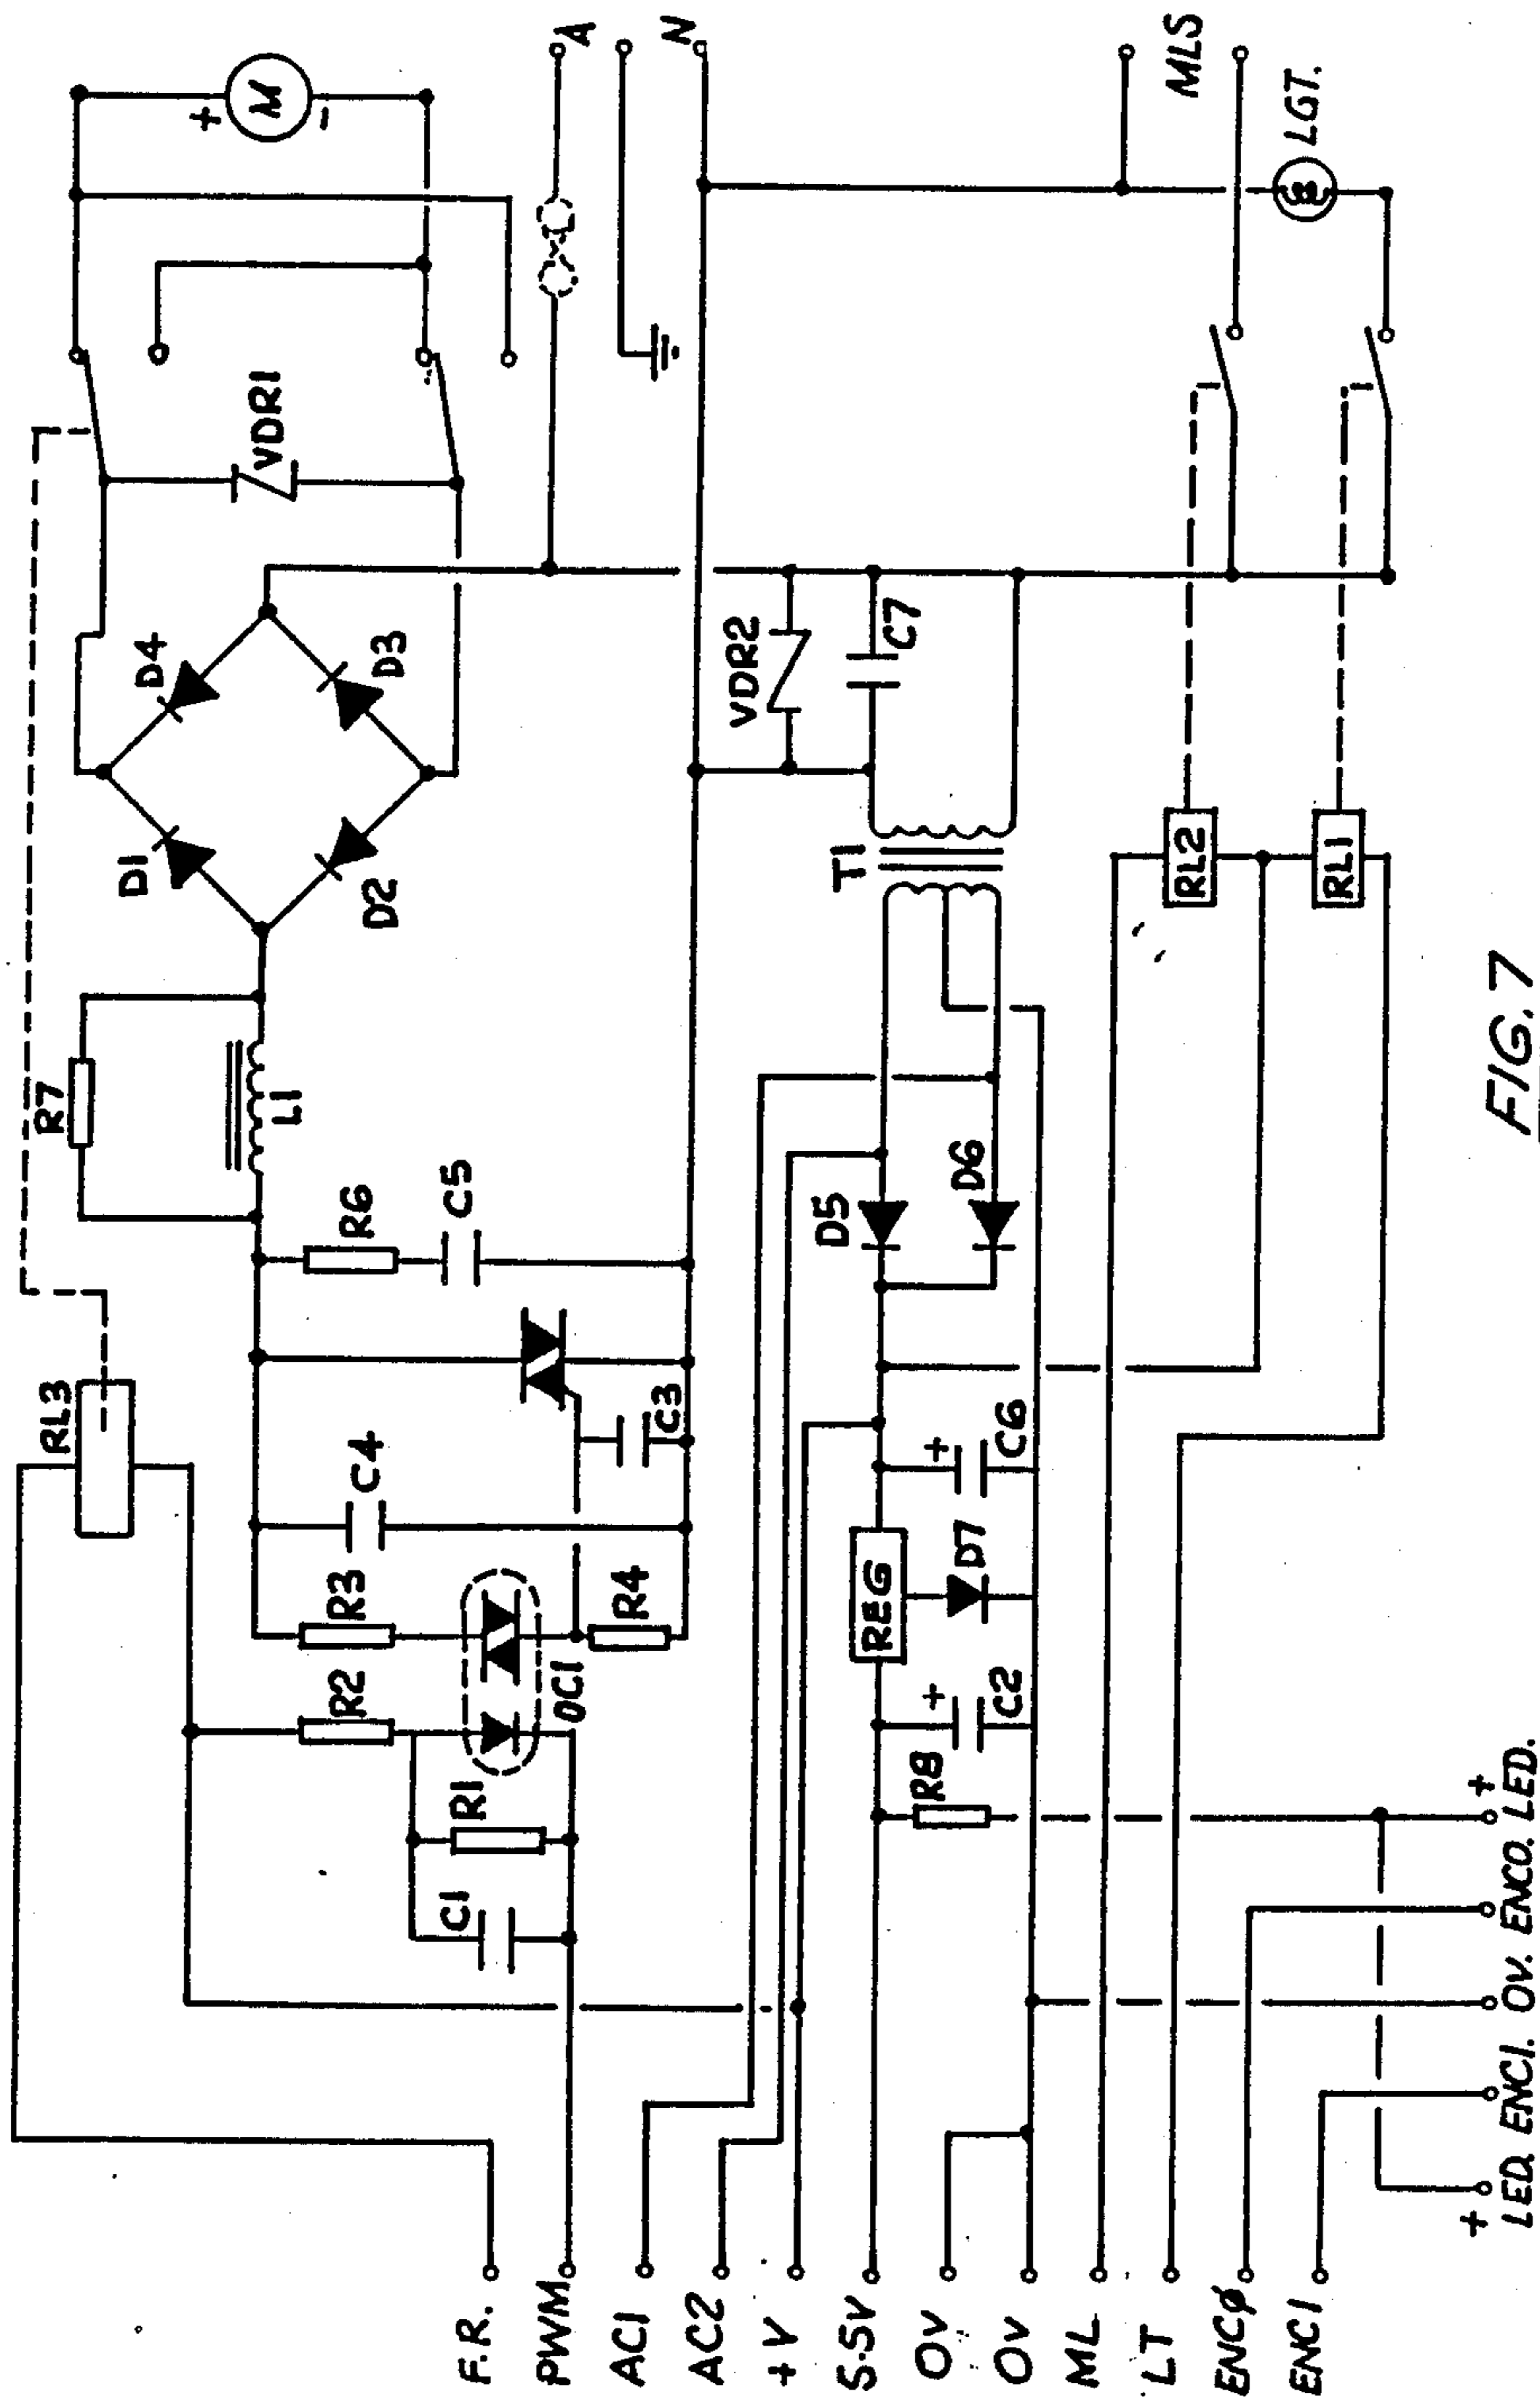 RL3
R7
L1
D1
D4
D2
D3
VDR1
+
M
-
A
N
R2
R3
C4
R6
C5
C3
R1
C1
OC1
R4
VDR2
C7
T1
D5
D6
REG
+
C6
D7
+
C2
R8
RL2
RL1
MLS
LGT.
F.R.
PWM
AC1
AC2
+V
5.5V
OV
OV
ML
LT
ENCØ
ENC1
+ +
LED. ENC1. OV. ENCO. LED.
FIG. 7